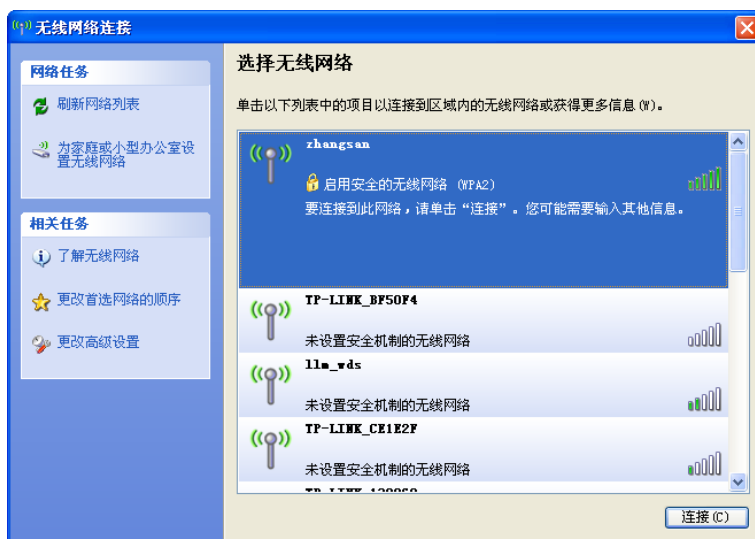 无线网络连接
网络任务
刷新网络列表
为家庭或小型办公室设
置无线网络
相关任务
了解无线网络
更改首选网络的顺序
更改高级设置
选择无线网络
单击以下列表中的项目以连接到区域内的无线网络或获得更多信息(W)。
zhangsan
启用安全的无线网络 (WPA2)
要连接到此网络，请单击“连接”。您可能需要输入其他信息。
TP-LINK_BF50F4
未设置安全机制的无线网络
llm_wds
未设置安全机制的无线网络
TP-LINK_CE1E2F
未设置安全机制的无线网络
连接(C)